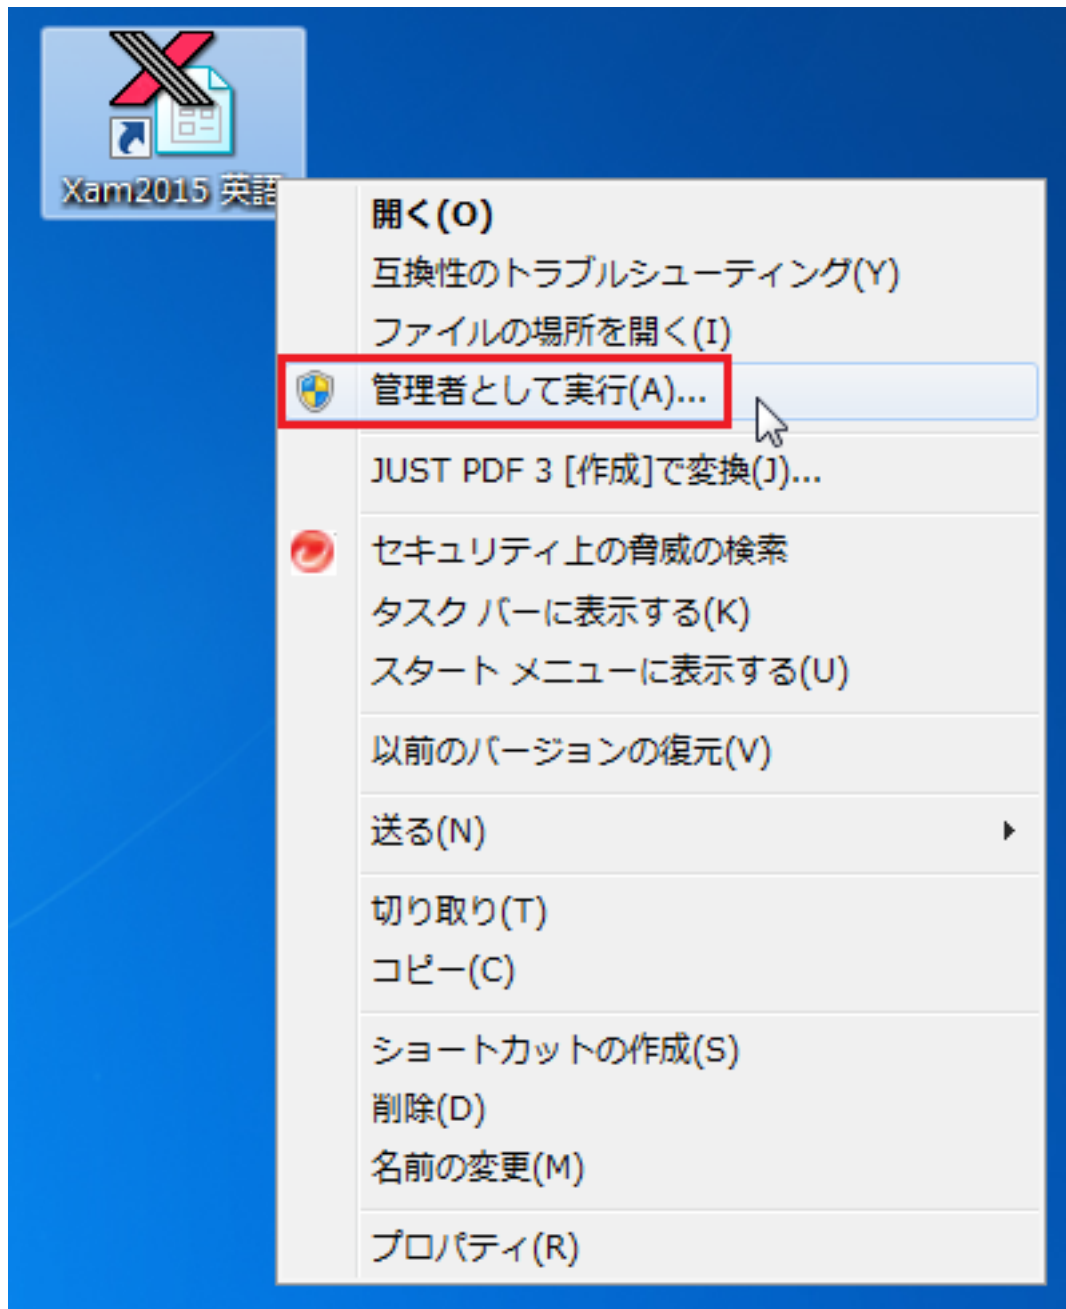 Xam2015 英語
開く(O)
互換性のトラブルシューティング(Y)
ファイルの場所を開く(I)
管理者として実行(A)...
JUST PDF 3 [作成]で変換(J)...
セキュリティ上の脅威の検索
タスク バーに表示する(K)
スタート メニューに表示する(U)
以前のバージョンの復元(V)
送る(N)
切り取り(T)
コピー(C)
ショートカットの作成(S)
削除(D)
名前の変更(M)
プロパティ(R)